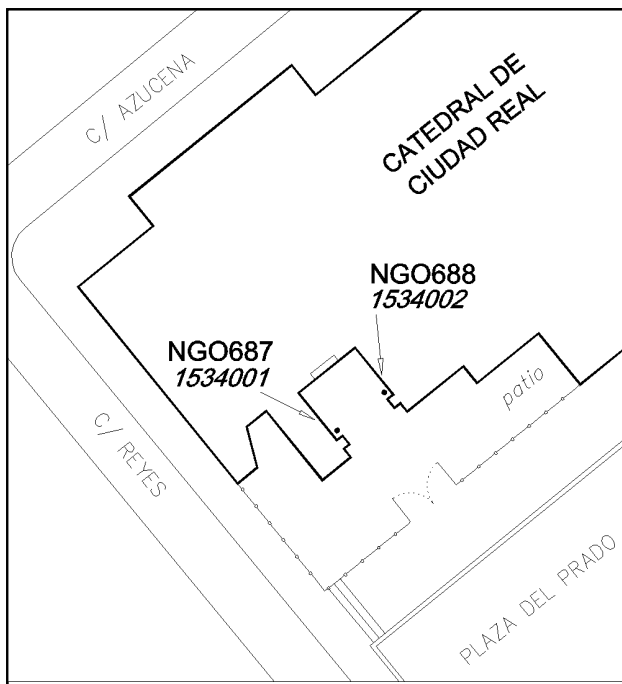 C/ AZUCENA
CATEDRAL DE
CIUDAD REAL
NGO688
1534002
NGO687
1534001
patio
C/ REYES
PLAZA DEL PRADO